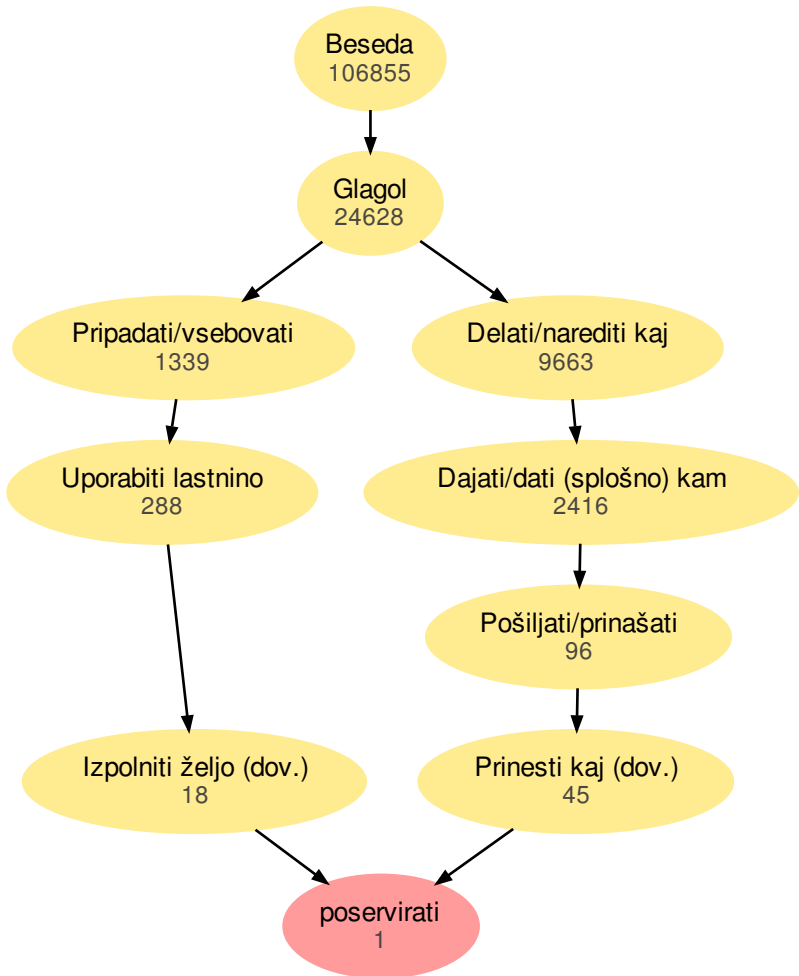 Beseda
106855
Glagol
24628
Pripadati/vsebovati
1339
Delati/narediti kaj
9663
Uporabiti lastnino
288
Dajati/dati (splošno) kam
2416
Pošiljati/prinašati
96
Izpolniti željo (dov.)
18
Prinesti kaj (dov.)
45
poservirati
1